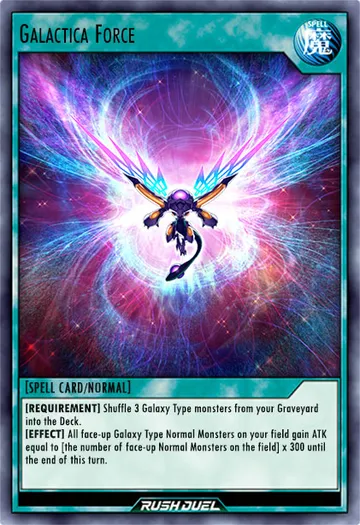 GALACTICA FORCE
SPELL
魔
[SPELL CARD/NORMAL]
[REQUIREMENT] Shuffle 3 Galaxy Type monsters from your Graveyard
into the Deck.
[EFFECT] All face-up Galaxy Type Normal Monsters on your field gain ATK
equal to [the number of face-up Normal Monsters on the field] x 300 until
the end of this turn.
RUSH DUEL